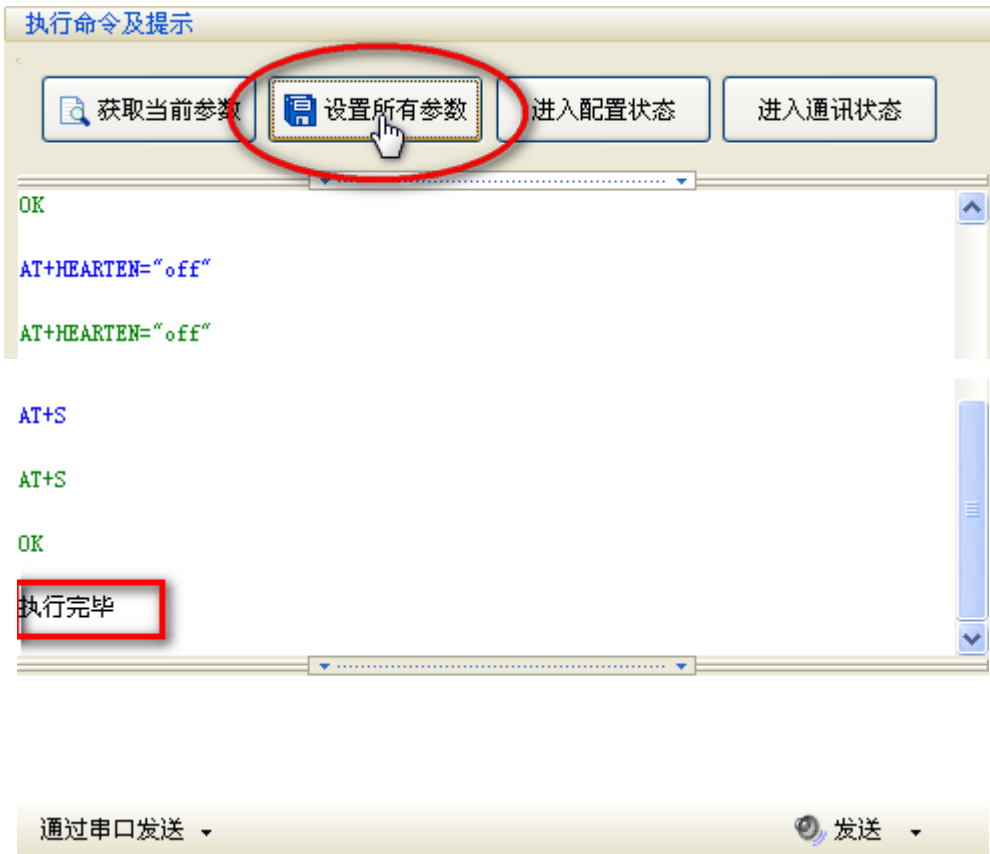 执行命令及提示
获取当前参数 设置所有参数 进入配置状态 进入通讯状态
OK
AT+HEARTEN="off"
AT+HEARTEN="off"
AT+S
AT+S
OK
执行完毕
通过串口发送 发送